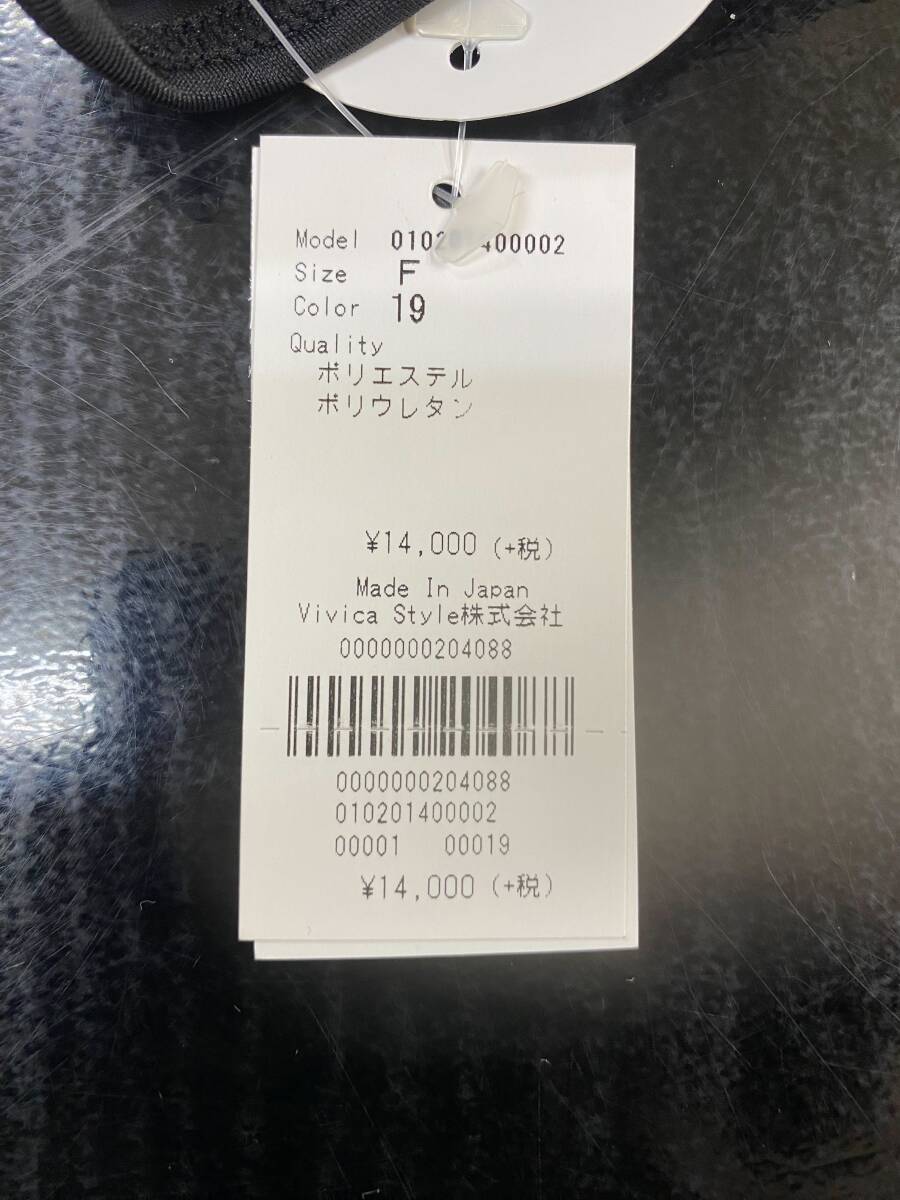 Model 010201400002
Size F
Color 19
Quality
ポリエステル
ポリウレタン
¥14,000 (+税)
Made In Japan
Vivica Style株式会社
0000000204088
0000000204088
010201400002
00001 00019
¥14,000 (+税)